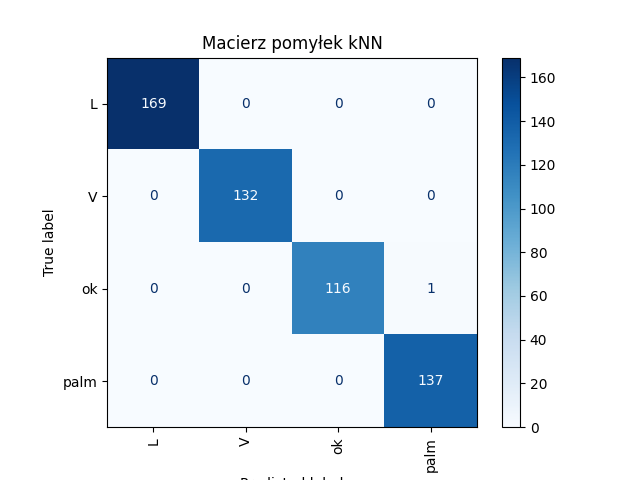 Macierz pomyłek kNN
True label
L 169 0 0 0
V 0 132 0 0
ok 0 0 116 1
palm 0 0 0 137
L V ok palm
160
140
120
100
80
60
40
20
0